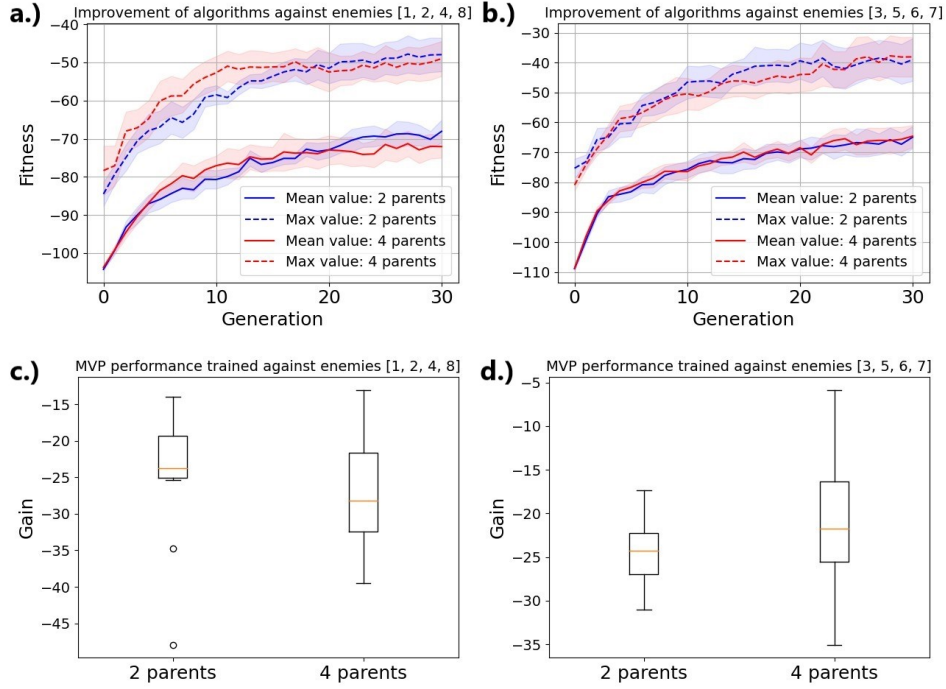 a.)
Improvement of algorithms against enemies [1, 2, 4, 8]
−40
−50
−60
−70
−80
−90
−100
Fitness
Mean value: 2 parents
Max value: 2 parents
Mean value: 4 parents
Max value: 4 parents
0 10 20 30
Generation
b.)
Improvement of algorithms against enemies [3, 5, 6, 7]
−30
−40
−50
−60
−70
−80
−90
−100
−110
Fitness
Mean value: 2 parents
Max value: 2 parents
Mean value: 4 parents
Max value: 4 parents
0 10 20 30
Generation
c.)
MVP performance trained against enemies [1, 2, 4, 8]
−15
−20
−25
−30
−35
−40
−45
Gain
2 parents 4 parents
d.)
MVP performance trained against enemies [3, 5, 6, 7]
−5
−10
−15
−20
−25
−30
−35
Gain
2 parents 4 parents